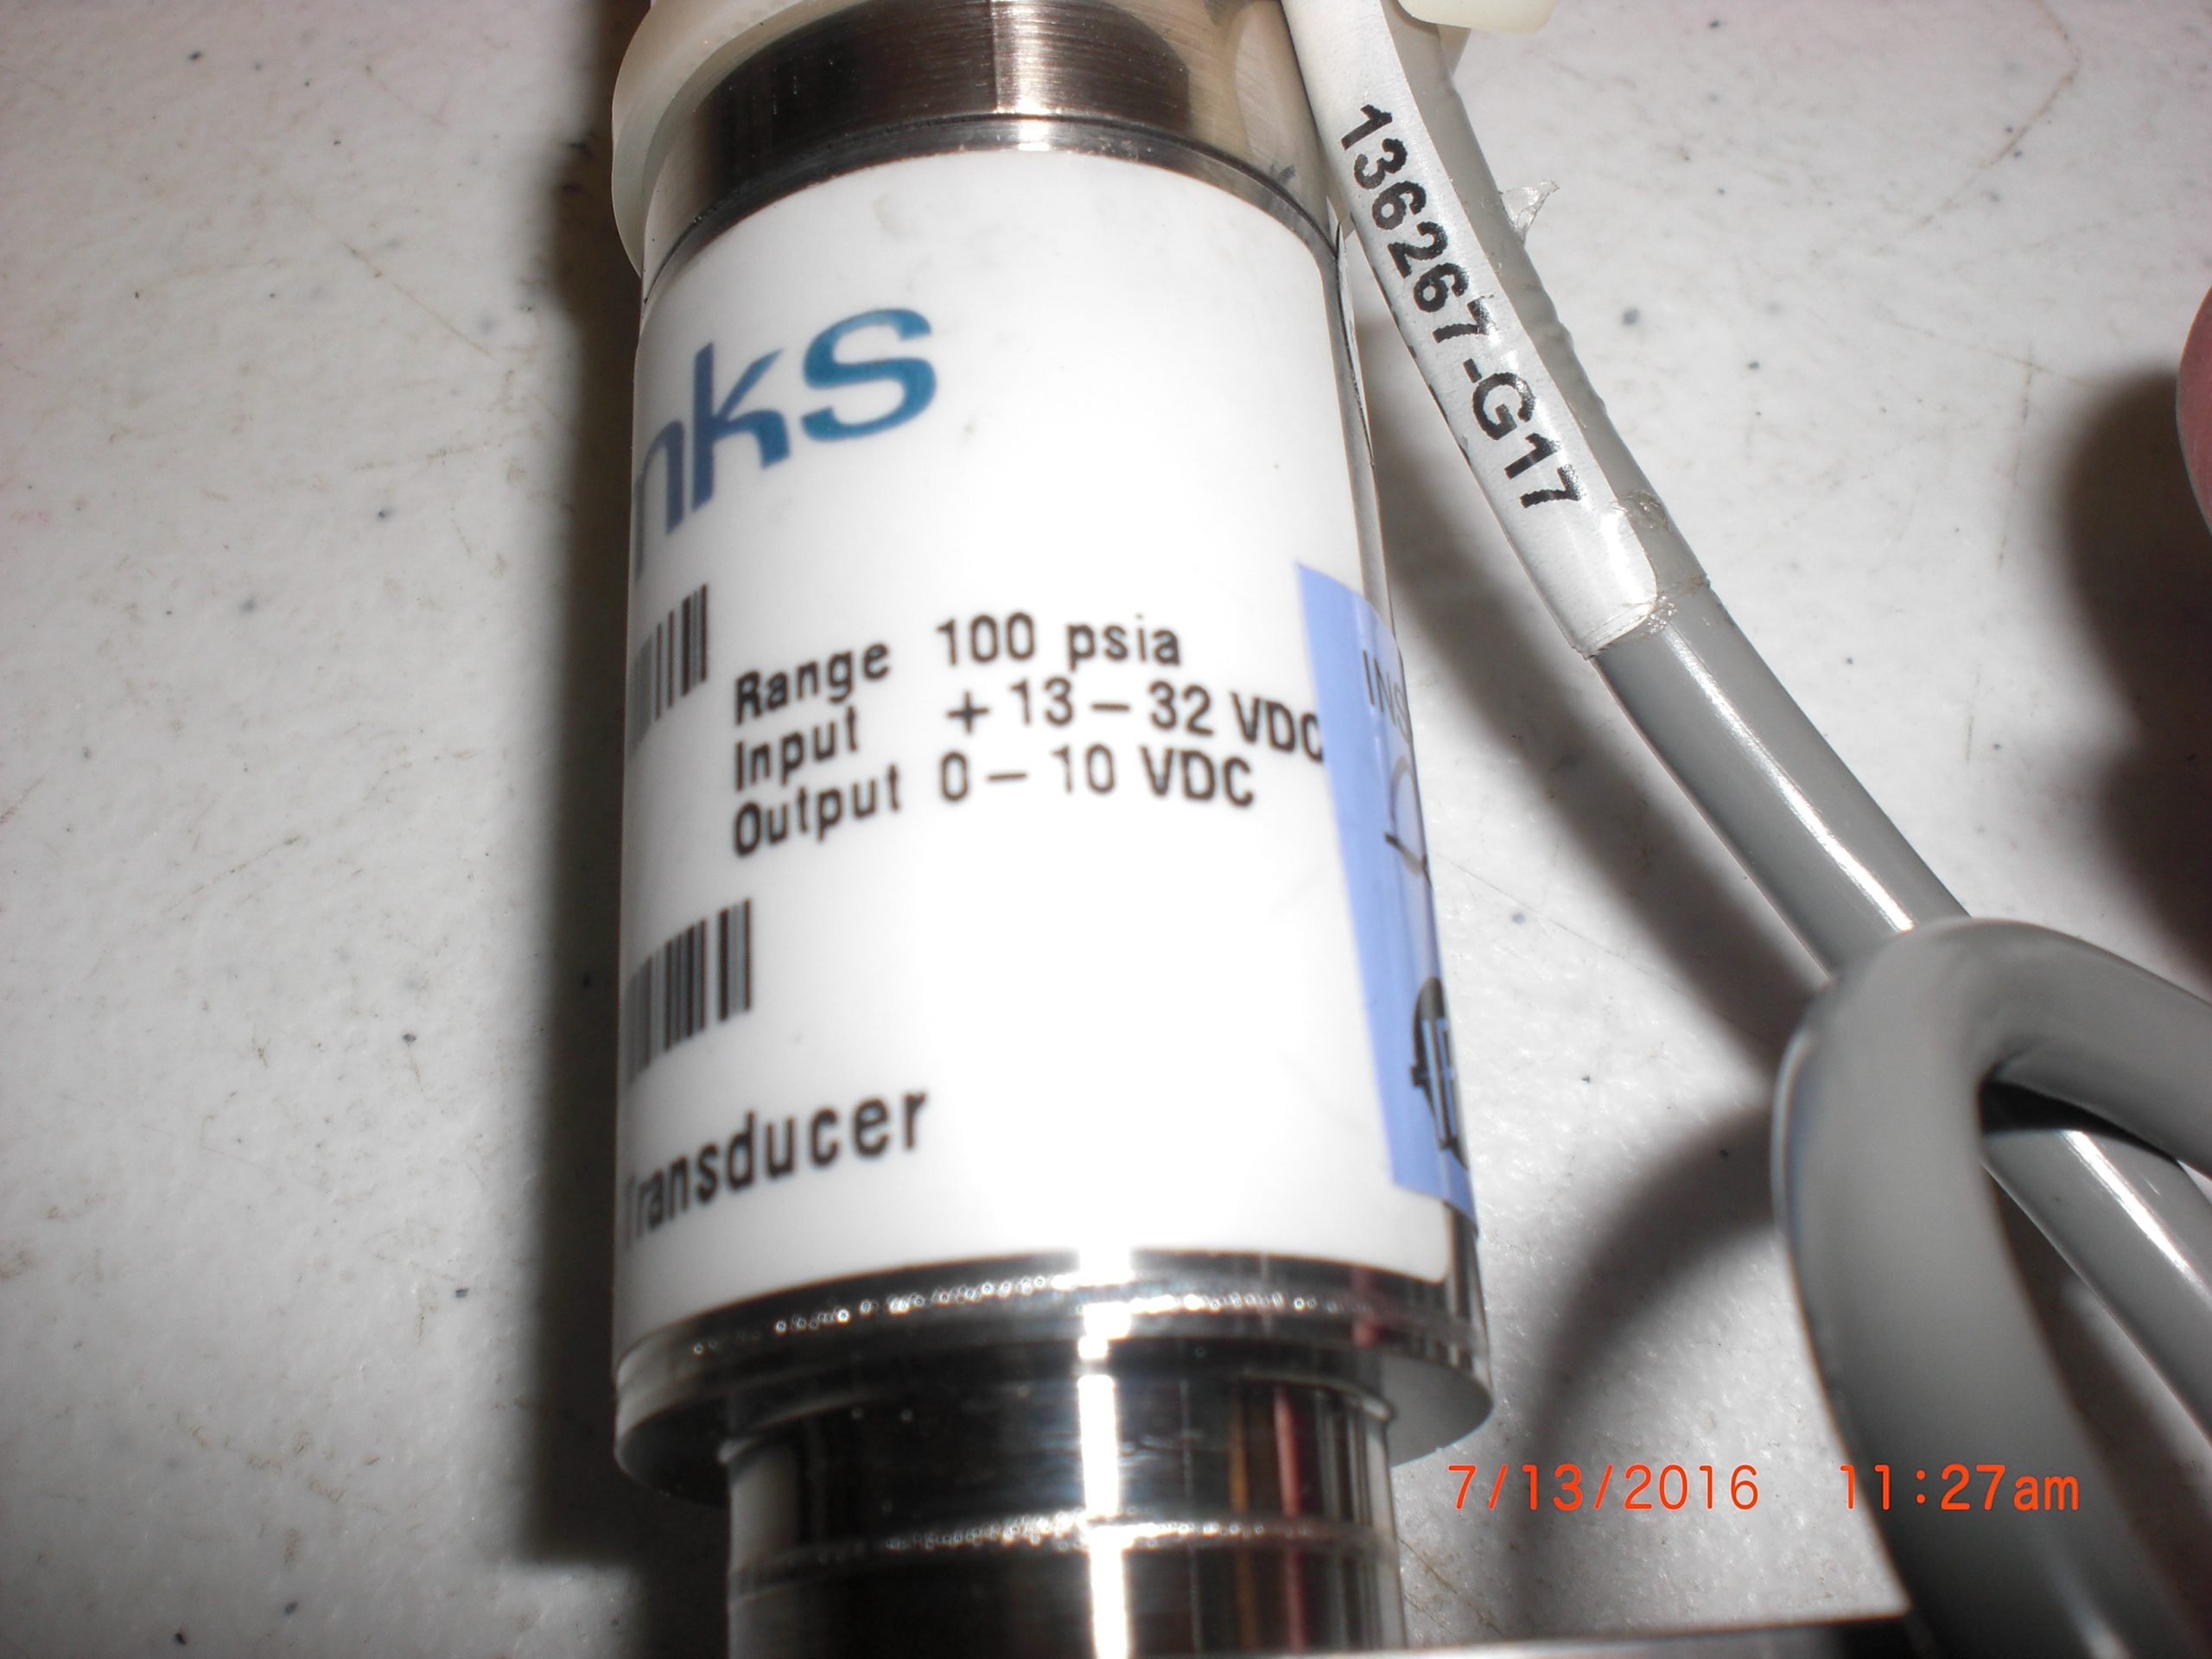 136267-G17
mks
Range 100 psia
Input + 13 – 32 VDC
Output 0 – 10 VDC
Transducer
7/13/2016 11:27am